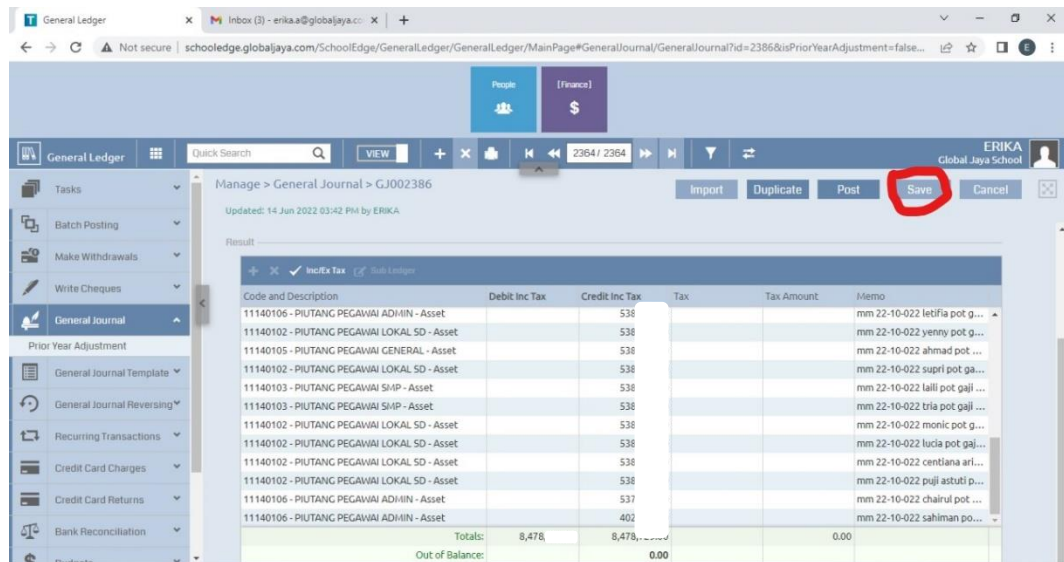 General Ledger
Inbox (3) - erika.a@globaljaya.co
Not secure schooledge.globaljaya.com/SchoolEdge/GeneralLedger/GeneralLedger/MainPage#GeneralJournal/GeneralJournal?id=2386&isPriorYearAdjustment=false... E
People [Finance]
$
General Ledger Quick Search VIEW 2364 / 2364 ERIKA
Global Jaya School
Tasks
Batch Posting
Make Withdrawals
Write Cheques
General Journal
Prior Year Adjustment
General Journal Template
General Journal Reversing
Recurring Transactions
Credit Card Charges
Credit Card Returns
Bank Reconciliation
Manage > General Journal > GJ002386 Import Duplicate Post Save Cancel
Updated: 14 Jun 2022 03:42 PM by ERIKA
Result
Inc/Ex Tax Sub Ledger
Code and Description Debit Inc Tax Credit Inc Tax Tax Tax Amount Memo
11140106 - PIUTANG PEGAWAI ADMIN - Asset 538 mm 22-10-022 letifia pot g...
11140102 - PIUTANG PEGAWAI LOKAL SD - Asset 538 mm 22-10-022 yenny pot g...
11140105 - PIUTANG PEGAWAI GENERAL - Asset 538 mm 22-10-022 ahmad pot ...
11140102 - PIUTANG PEGAWAI LOKAL SD - Asset 538 mm 22-10-022 supri pot ga...
11140103 - PIUTANG PEGAWAI SMP - Asset 538 mm 22-10-022 laili pot gaji ...
11140103 - PIUTANG PEGAWAI SMP - Asset 538 mm 22-10-022 tria pot gaji ...
11140102 - PIUTANG PEGAWAI LOKAL SD - Asset 538 mm 22-10-022 monic pot g...
11140102 - PIUTANG PEGAWAI LOKAL SD - Asset 538 mm 22-10-022 lucia pot gaj...
11140102 - PIUTANG PEGAWAI LOKAL SD - Asset 538 mm 22-10-022 centiana ari...
11140102 - PIUTANG PEGAWAI LOKAL SD - Asset 538 mm 22-10-022 puji astuti p...
11140106 - PIUTANG PEGAWAI ADMIN - Asset 537 mm 22-10-022 chairul pot ...
11140106 - PIUTANG PEGAWAI ADMIN - Asset 402 mm 22-10-022 sahiman po...
Totals: 8,478, 8,478, 0.00
Out of Balance: 0.00